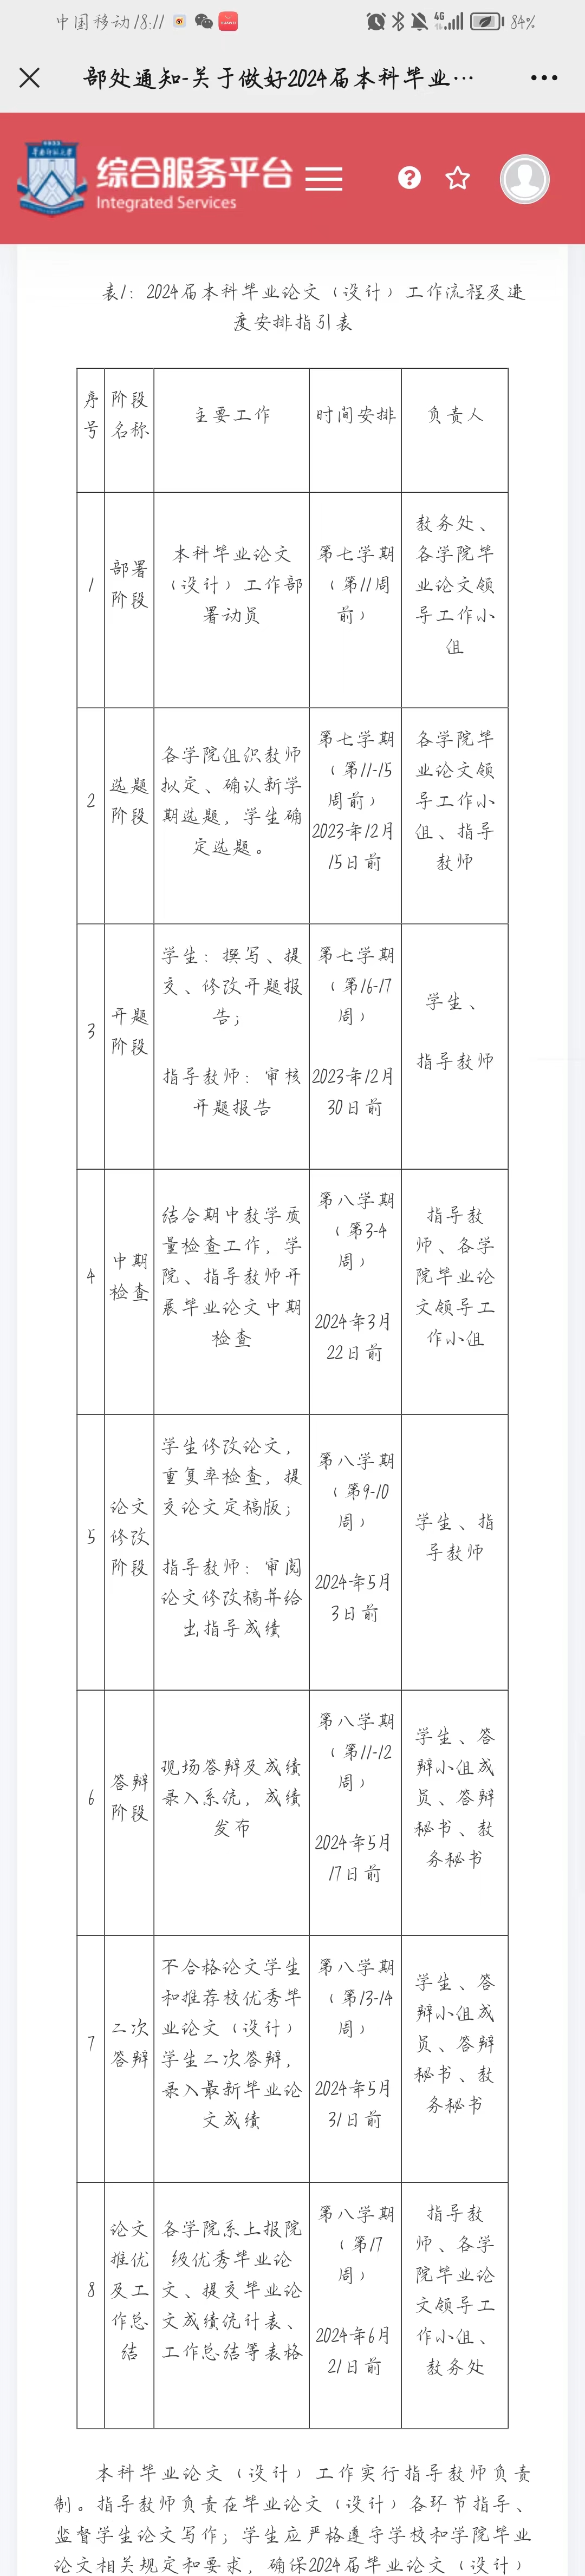 中国移动18:11
4G
84%
部处通知-关于做好2024届本科毕业…
综合服务平台
Integrated Services
表1：2024届本科毕业论文（设计）工作流程及进
度安排指引表
序
号
阶段
名称
主要工作
时间安排
负责人
1
部署
阶段
本科毕业论文
（设计）工作部
署动员
第七学期
（第11周
前）
教务处、
各学院毕
业论文领
导工作小
组
2
选题
阶段
各学院组织教师
拟定、确认新学
期选题，学生确
定选题。
第七学期
（第11-15
周前）
2023年12月
15日前
各学院毕
业论文领
导工作小
组、指导
教师
3
开题
阶段
学生：撰写、提
交、修改开题报
告；
指导教师：审核
开题报告
第七学期
（第16-17
周）
2023年12月
30日前
学生、
指导教师
4
中期
检查
结合期中教学质
量检查工作，学
院、指导教师开
展毕业论文中期
检查
第八学期
（第3-4
周）
2024年3月
22日前
指导教
师、各学
院毕业论
文领导工
作小组
5
论文
修改
阶段
学生修改论文，
重复率检查，提
交论文定稿版；
指导教师：审阅
论文修改稿并给
出指导成绩
第八学期
（第9-10
周）
2024年5月
3日前
学生、指
导教师
6
答辩
阶段
现场答辩及成绩
录入系统，成绩
发布
第八学期
（第11-12
周）
2024年5月
17日前
学生、答
辩小组成
员、答辩
秘书、教
务秘书
7
二次
答辩
不合格论文学生
和推荐校优秀毕
业论文（设计）
学生二次答辩，
录入最新毕业论
文成绩
第八学期
（第13-14
周）
2024年5月
31日前
学生、答
辩小组成
员、答辩
秘书、教
务秘书
8
论文
推优
及工
作总
结
各学院系上报院
级优秀毕业论
文、提交毕业论
文成绩统计表、
工作总结等表格
第八学期
（第17
周）
2024年6月
21日前
指导教
师、各学
院毕业论
文领导工
作小组、
教务处
本科毕业论文（设计）工作实行指导教师负责
制。指导教师负责在毕业论文（设计）各环节指导、
监督学生论文写作；学生应严格遵守学校和学院毕业
论文相关规定和要求，确保2024届毕业论文（设计）